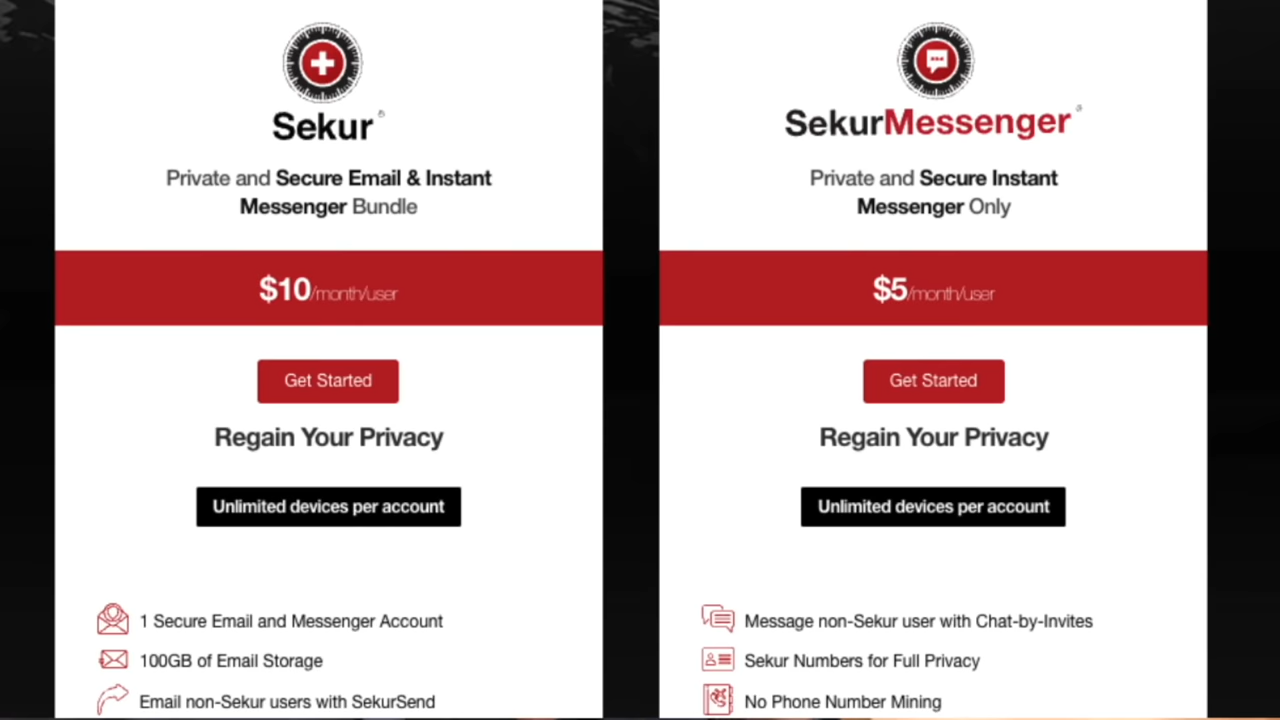 Sekur
Private and Secure Email & Instant
Messenger Bundle
$10/month/user
Get Started
Regain Your Privacy
Unlimited devices per account
1 Secure Email and Messenger Account
100GB of Email Storage
Email non-Sekur users with SekurSend
SekurMessenger
Private and Secure Instant
Messenger Only
$5/month/user
Get Started
Regain Your Privacy
Unlimited devices per account
Message non-Sekur user with Chat-by-Invites
Sekur Numbers for Full Privacy
No Phone Number Mining